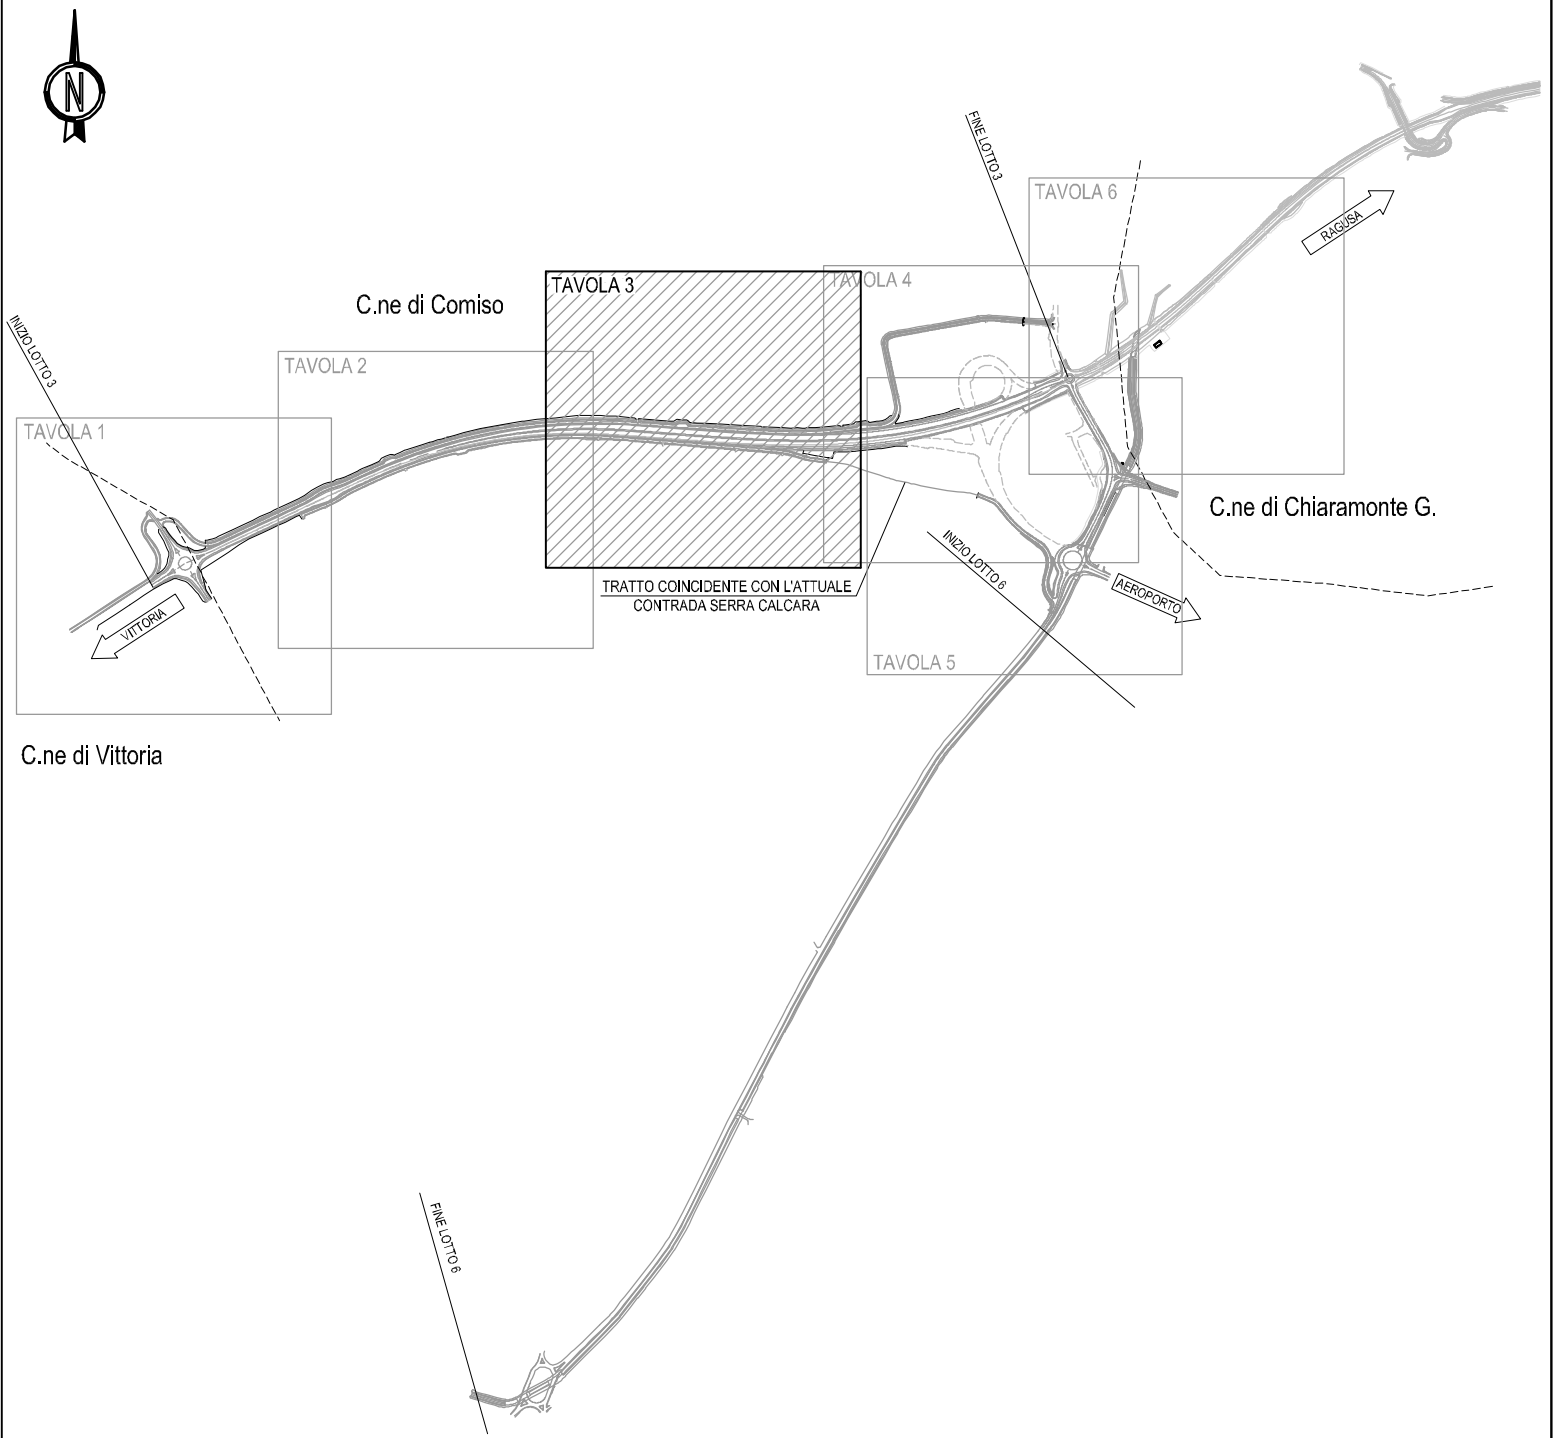 N
FINE LOTTO 3
TAVOLA 6
RAGUSA
TAVOLA 3
TAVOLA 4
C.ne di Comiso
INIZIO LOTTO 3
TAVOLA 2
TAVOLA 1
C.ne di Chiaramonte G.
INIZIO LOTTO 6
TRATTO COINCIDENTE CON L'ATTUALE
CONTRADA SERRA CALCARA
AEROPORTO
VITTORIA
TAVOLA 5
C.ne di Vittoria
FINE LOTTO 6